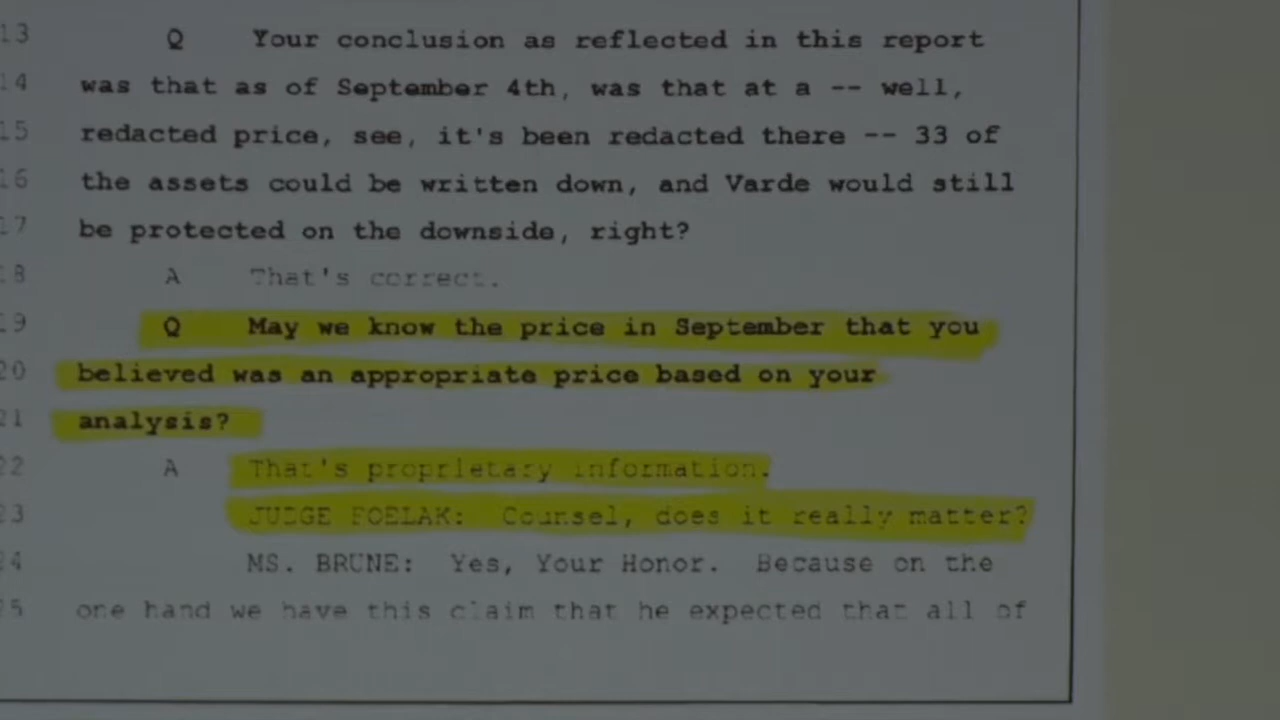 13 Q Your conclusion as reflected in this report
14 was that as of September 4th, was that at a -- well,
15 redacted price, see, it's been redacted there -- 33 of
16 the assets could be written down, and Varde would still
17 be protected on the downside, right?
18 A That's correct.
19 Q May we know the price in September that you
20 believed was an appropriate price based on your
21 analysis?
22 A That's proprietary information.
23 JUDGE FOELAK: Counsel, does it really matter?
24 MS. BRUNE: Yes, Your Honor. Because on the
25 one hand we have this claim that he expected that all of